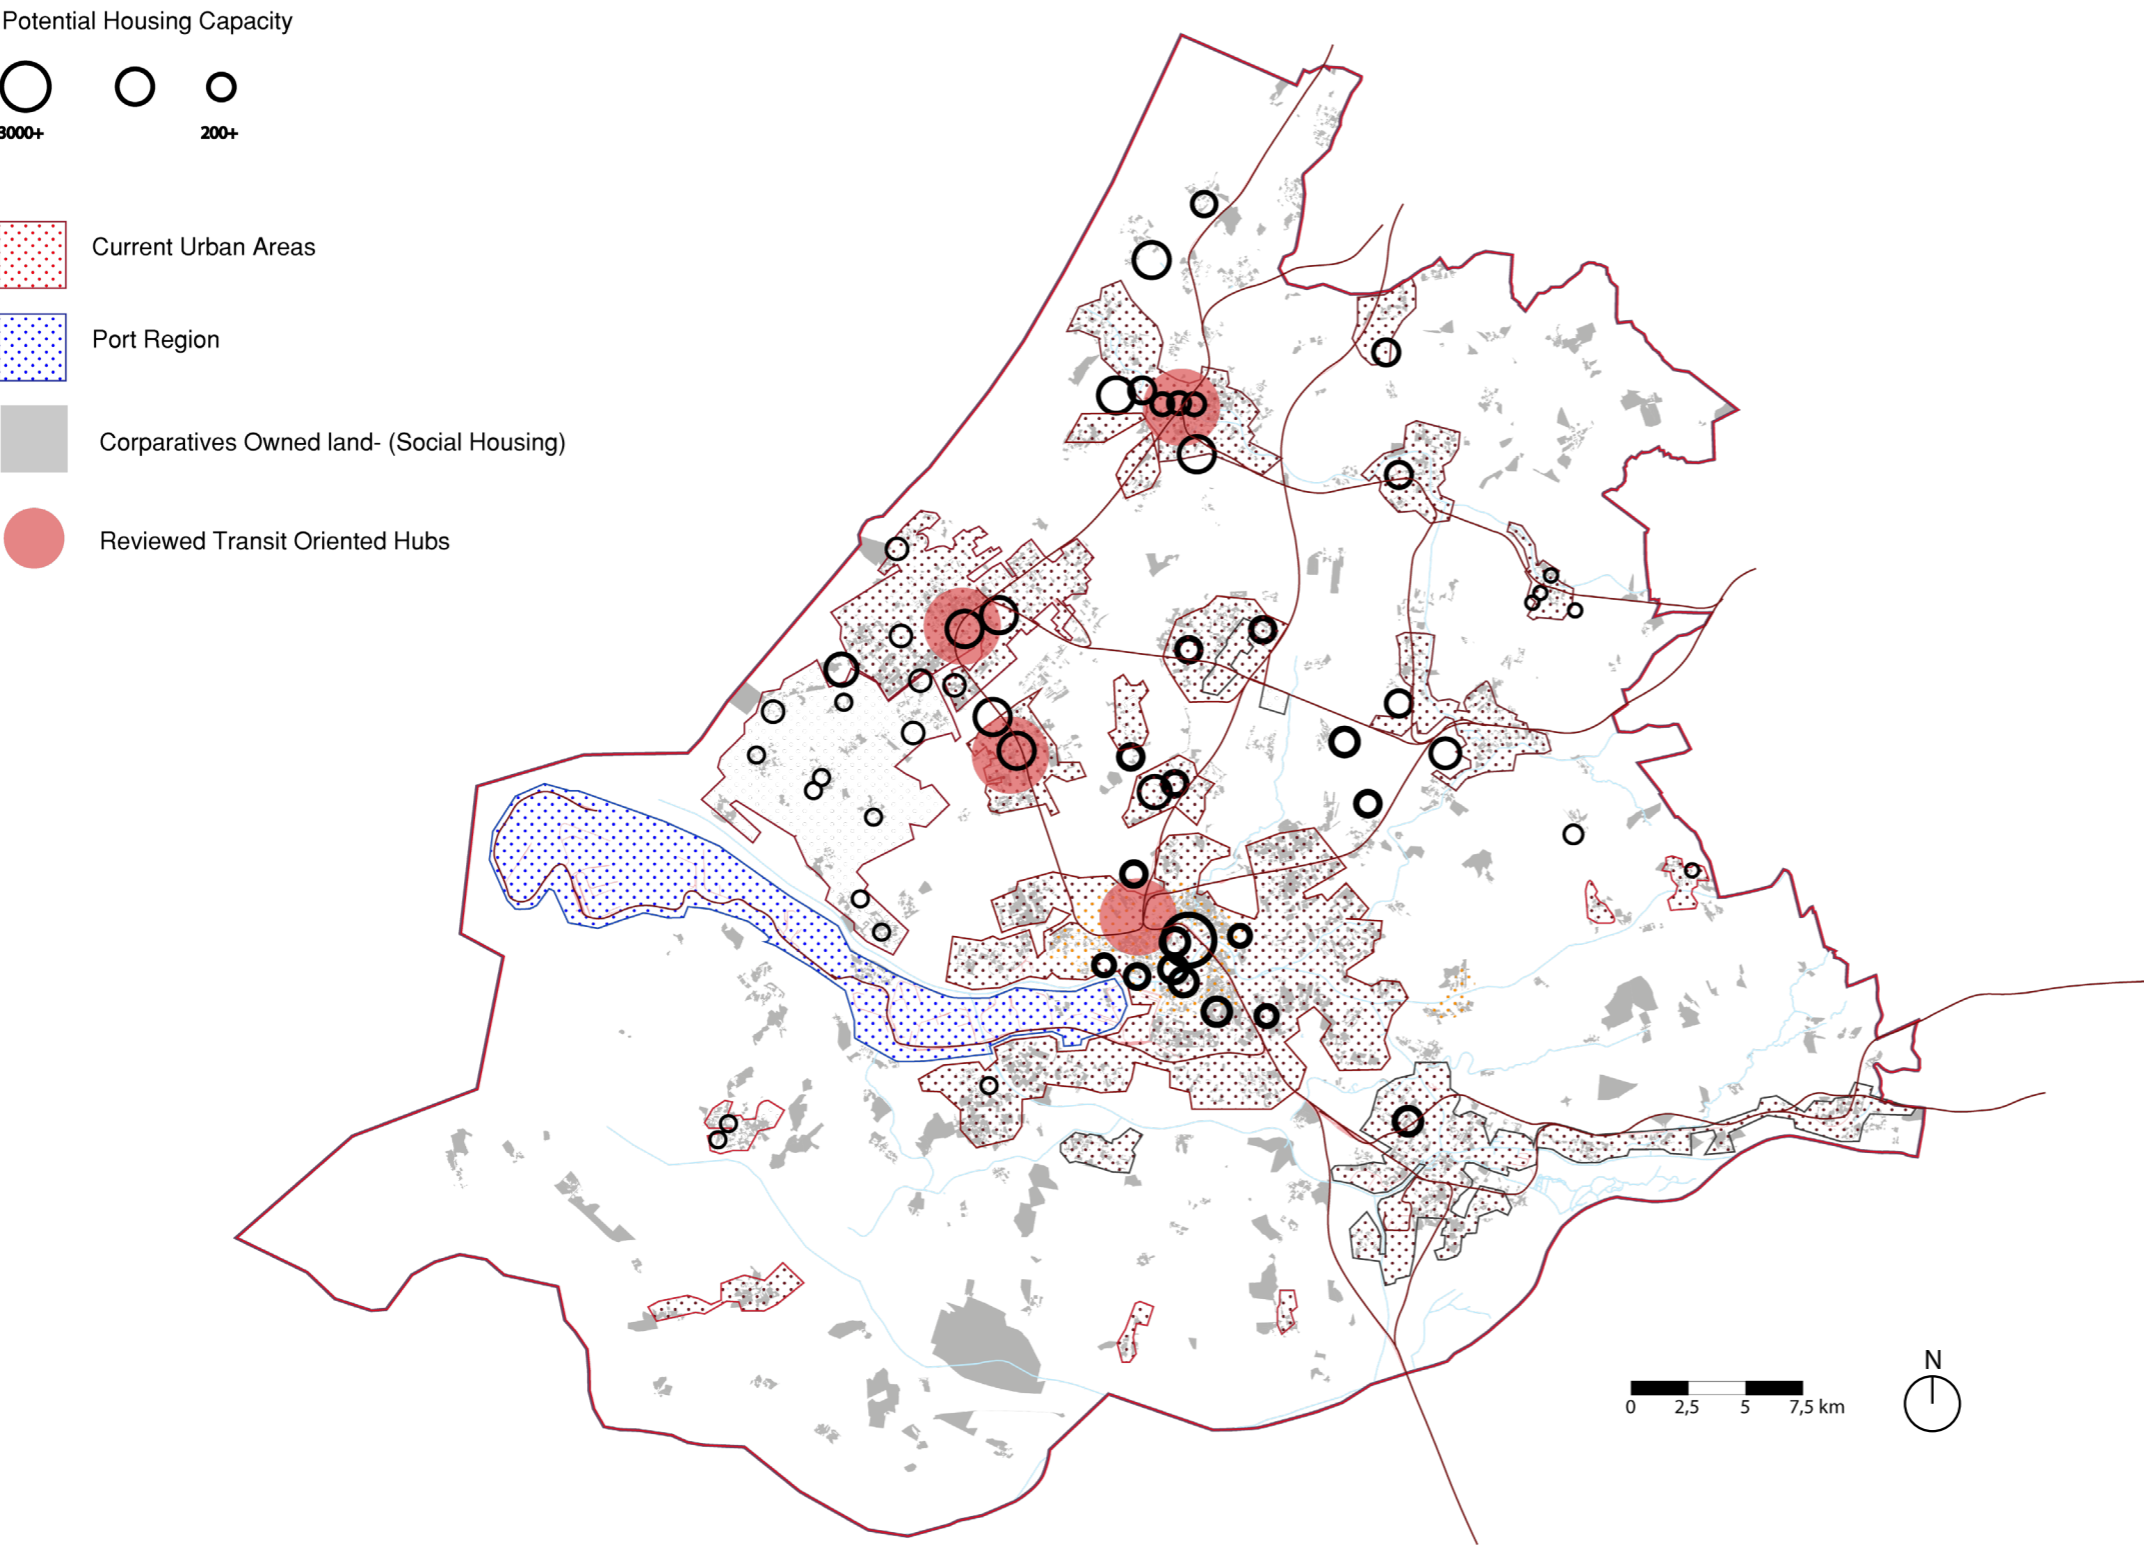 Potential Housing Capacity
3000+ 200+
Current Urban Areas
Port Region
Corparatives Owned land- (Social Housing)
Reviewed Transit Oriented Hubs
N
0 2,5 5 7,5 km